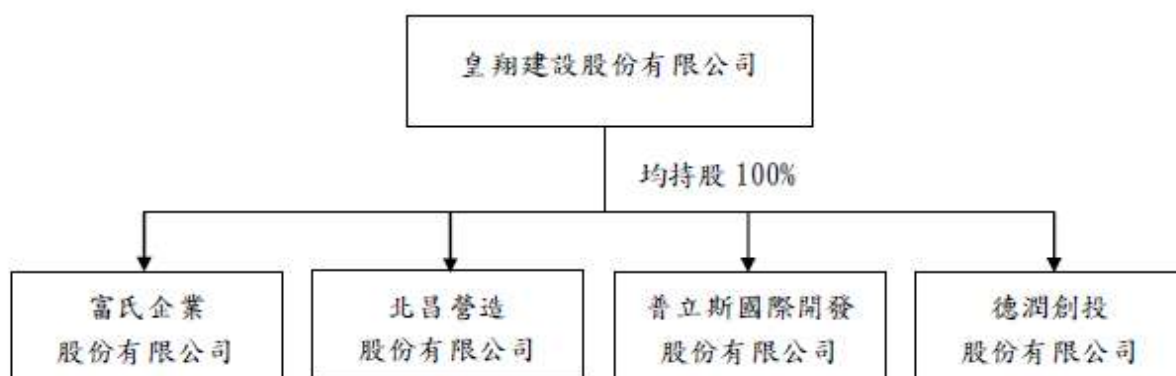 皇翔建設股份有限公司
均持股 100%
富氏企業
股份有限公司
北昌營造
股份有限公司
普立斯國際開發
股份有限公司
德潤創投
股份有限公司